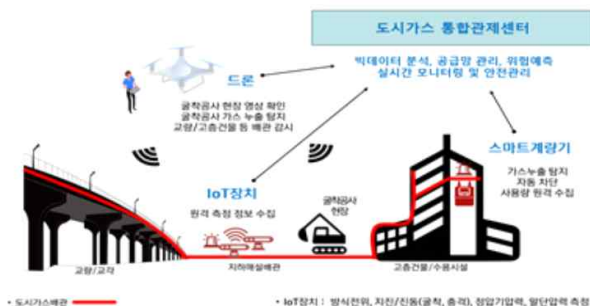 도시가스 통합관제센터
빅데이터 분석, 공급망 관리, 위험예측
실시간 모니터링 및 안전관리
드론
굴착공사 현장 영상 확인
굴착공사 가스 누출 탐지
교량/고층건물 등 배관 감시
스마트계량기
가스누출 탐지
자동 차단
사용량 원격 수집
IoT장치
원격 측정 정보 수집
굴착공사
현장
교량/교각
지하매설배관
고층건물/수용시설
• 도시가스배관
• IoT장치 : 방식전위, 지진/진동(굴착, 충격), 정압기압력, 말단압력 측정